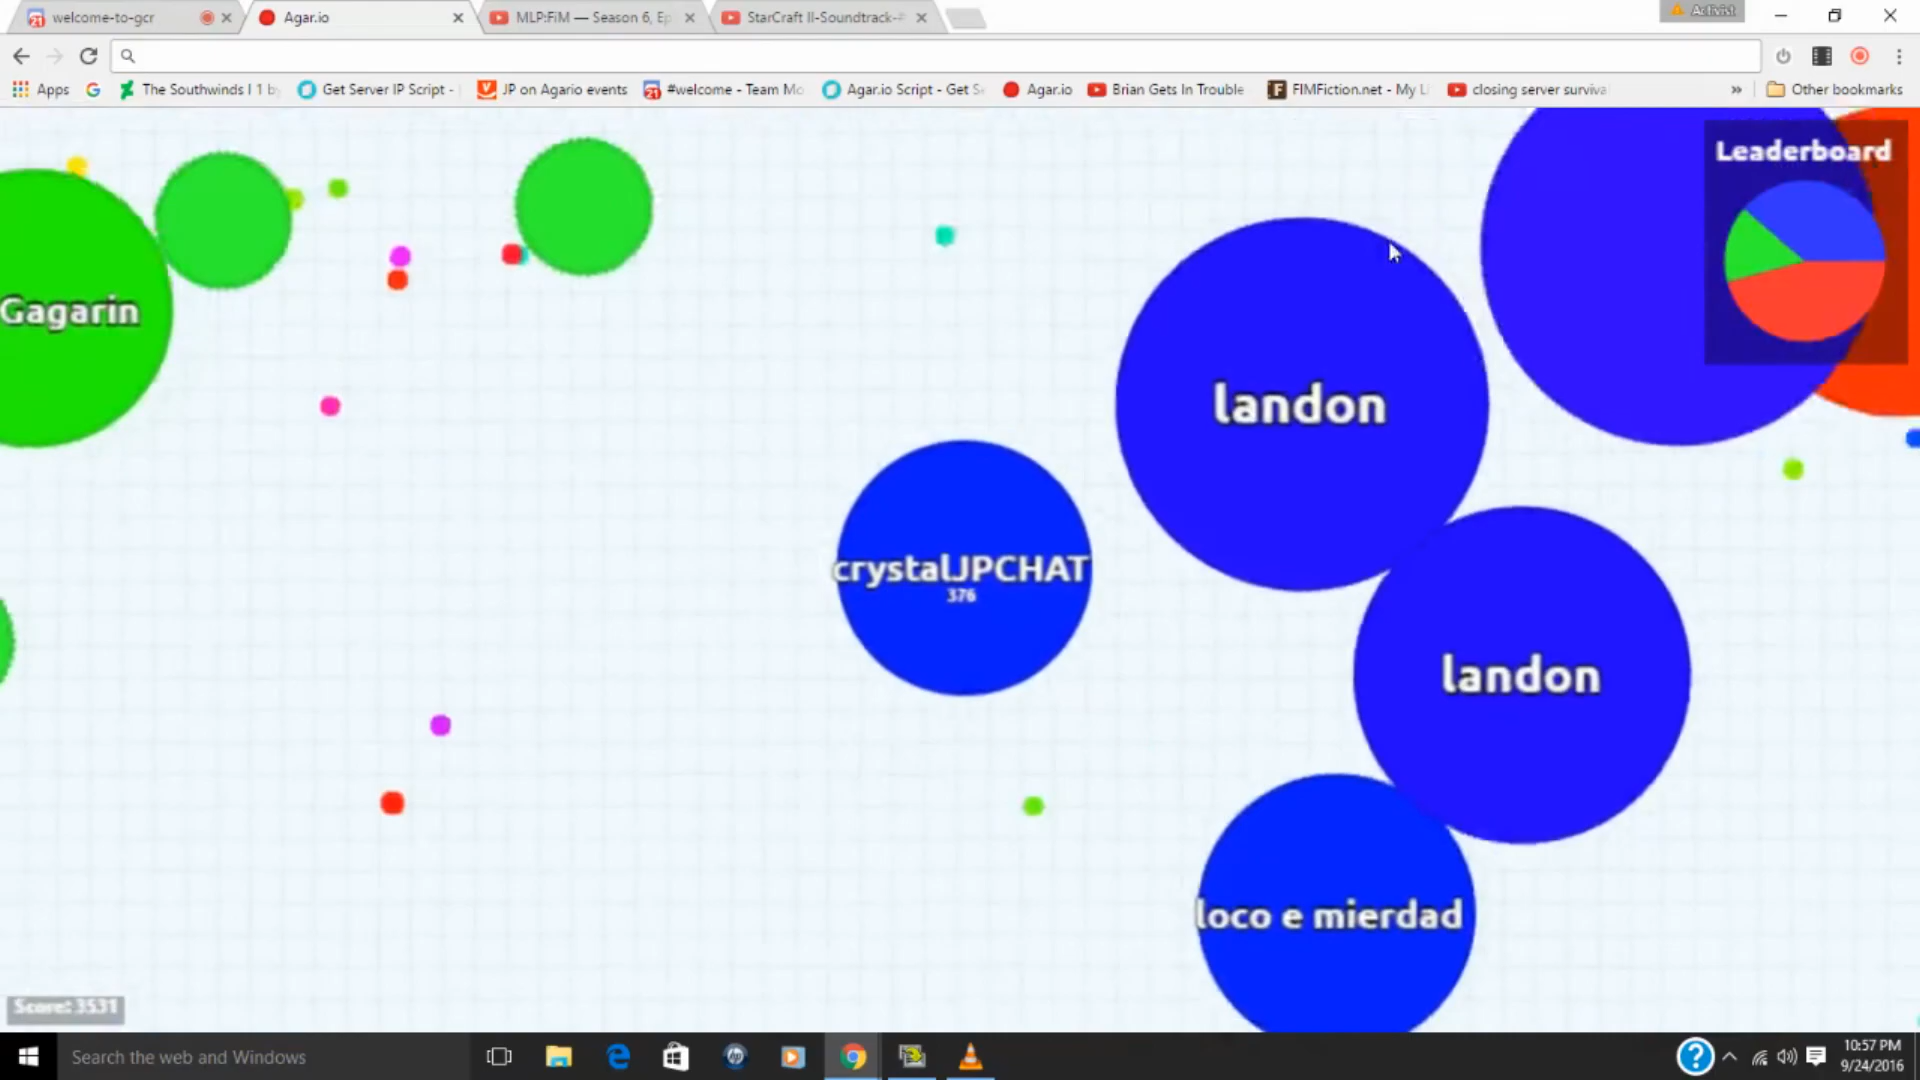 welcome-to-gcr
Agar.io
MLP:FiM — Season 6, Ep
StarCraft II-Soundtrack-
Activist
Apps
The Southwinds I 1 b
Get Server IP Script -
JP on Agario events
#welcome - Team Mo
Agar.io Script - Get S
Agar.io
Brian Gets In Trouble
FIMFiction.net - My L
closing server surviva
»
Other bookmarks
Leaderboard
Gagarin
landon
crystalJPCHAT
376
landon
loco e mierdad
Score: 3531
Search the web and Windows
10:57 PM
9/24/2016